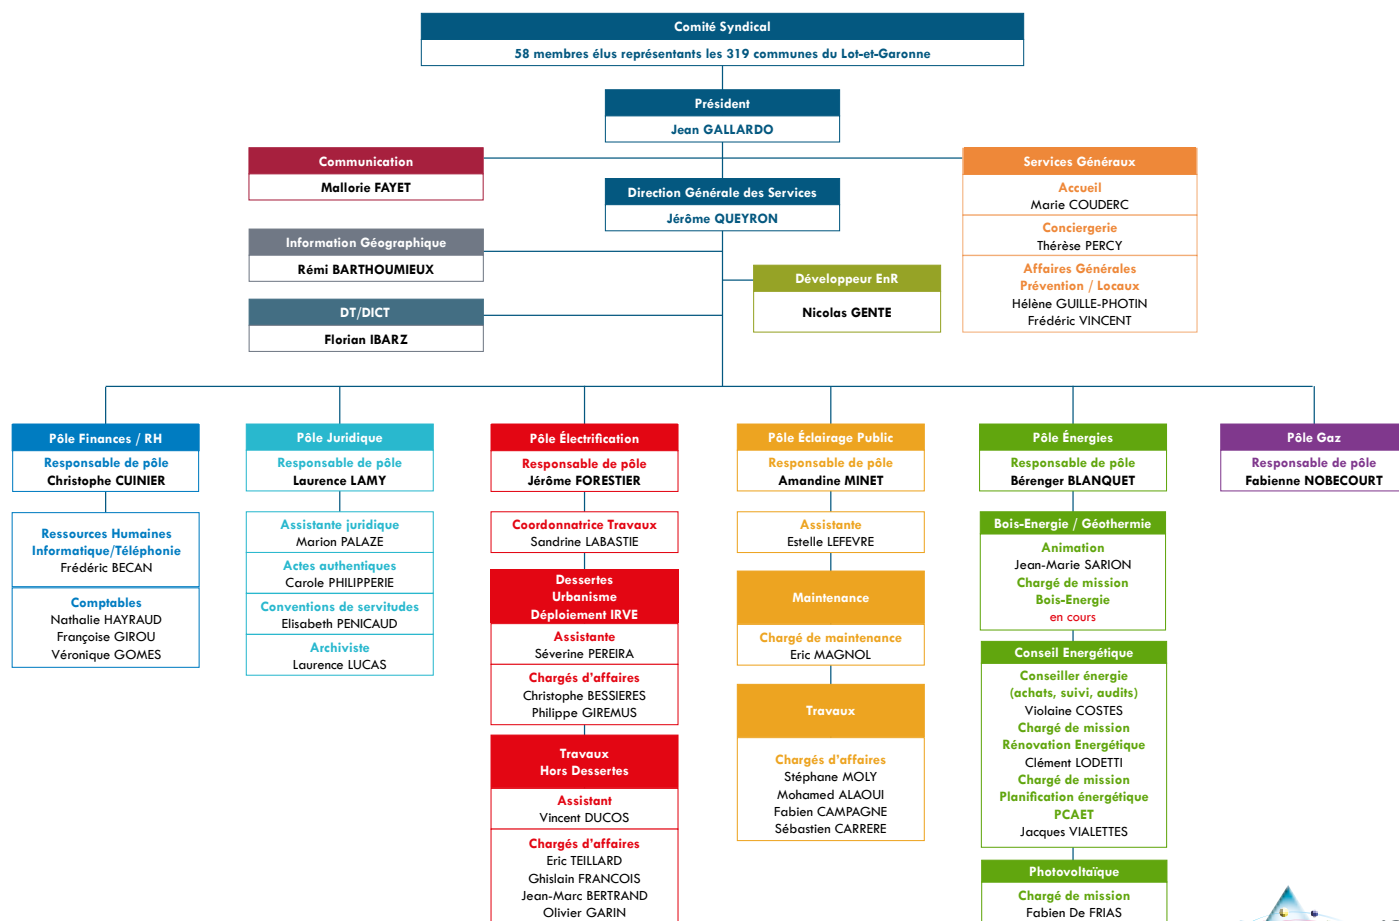 Comité Syndical
58 membres élus représentants les 319 communes du Lot-et-Garonne
Président
Jean GALLARDO
Communication
Mallorie FAYET
Direction Générale des Services
Jérôme QUEYRON
Services Généraux
Accueil
Marie COUDERC
Conciergerie
Thérèse PERCY
Affaires Générales
Prévention / Locaux
Hélène GUILLE-PHOTIN
Frédéric VINCENT
Information Géographique
Rémi BARTHOUMIEUX
Développeur EnR
Nicolas GENTE
DT/DICT
Florian IBARZ
Pôle Finances / RH
Responsable de pôle
Christophe CUINIER
Ressources Humaines
Informatique/Téléphonie
Frédéric BECAN
Comptables
Nathalie HAYRAUD
Françoise GIROU
Véronique GOMES
Pôle Juridique
Responsable de pôle
Laurence LAMY
Assistante juridique
Marion PALAZE
Actes authentiques
Carole PHILIPPERIE
Conventions de servitudes
Elisabeth PENICAUD
Archiviste
Laurence LUCAS
Pôle Électrification
Responsable de pôle
Jérôme FORESTIER
Coordonnatrice Travaux
Sandrine LABASTIE
Dessertes
Urbanisme
Déploiement IRVE
Assistante
Séverine PEREIRA
Chargés d'affaires
Christophe BESSIERES
Philippe GIREMUS
Travaux
Hors Dessertes
Assistant
Vincent DUCOS
Chargés d'affaires
Eric TEILLARD
Ghislain FRANCOIS
Jean-Marc BERTRAND
Olivier GARIN
Pôle Éclairage Public
Responsable de pôle
Amandine MINET
Assistante
Estelle LEFEVRE
Maintenance
Chargé de maintenance
Eric MAGNOL
Travaux
Chargés d'affaires
Stéphane MOLY
Mohamed ALAOUI
Fabien CAMPAGNE
Sébastien CARRERE
Pôle Énergies
Responsable de pôle
Bérenger BLANQUET
Bois-Energie / Géothermie
Animation
Jean-Marie SARION
Chargé de mission
Bois-Energie
en cours
Conseil Energétique
Conseiller énergie
(achats, suivi, audits)
Violaine COSTES
Chargé de mission
Rénovation Energétique
Clément LODETTI
Chargé de mission
Planification énergétique
PCAET
Jacques VIALETTES
Photovoltaïque
Chargé de mission
Fabien De FRIAS
Pôle Gaz
Responsable de pôle
Fabienne NOBECOURT